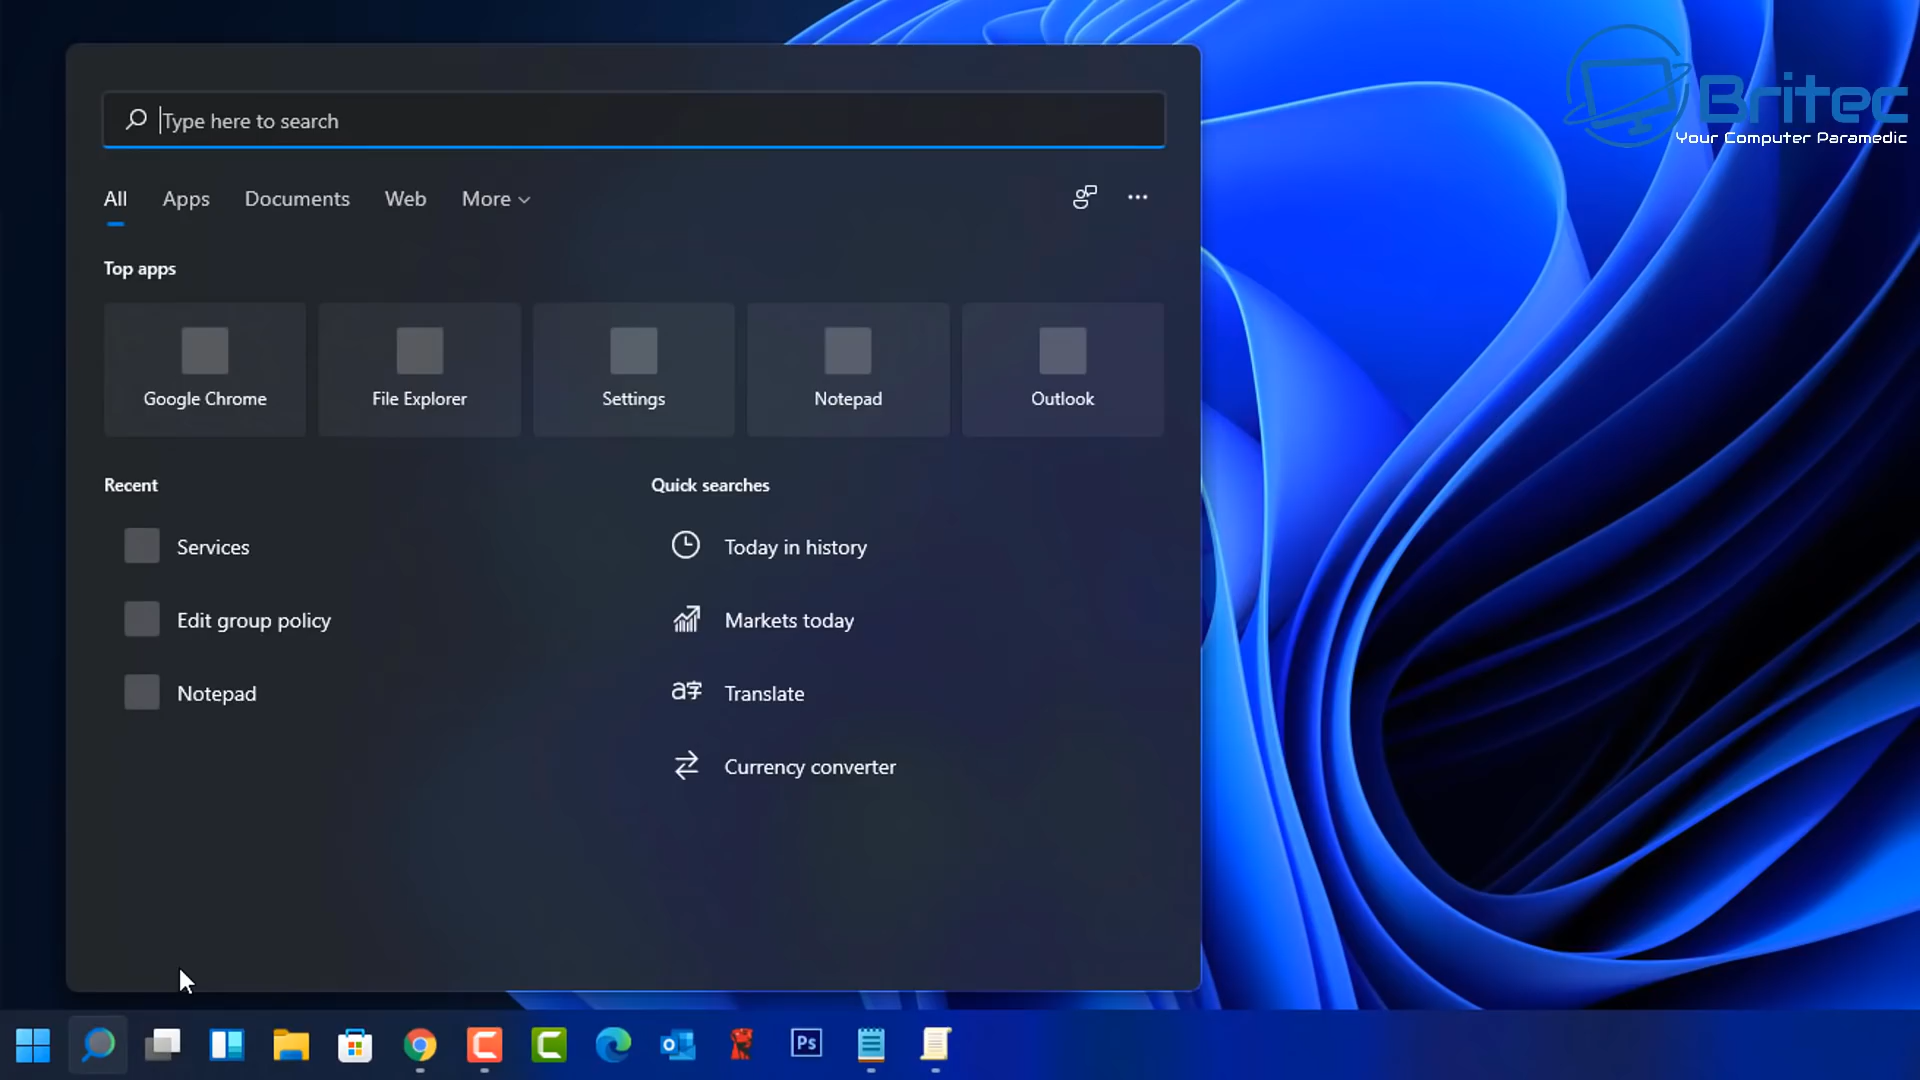 Britec
Your Computer Paramedic
Type here to search
All Apps Documents Web More
Top apps
Google Chrome File Explorer Settings Notepad Outlook
Recent
Services
Edit group policy
Notepad
Quick searches
Today in history
Markets today
Translate
Currency converter
Ps